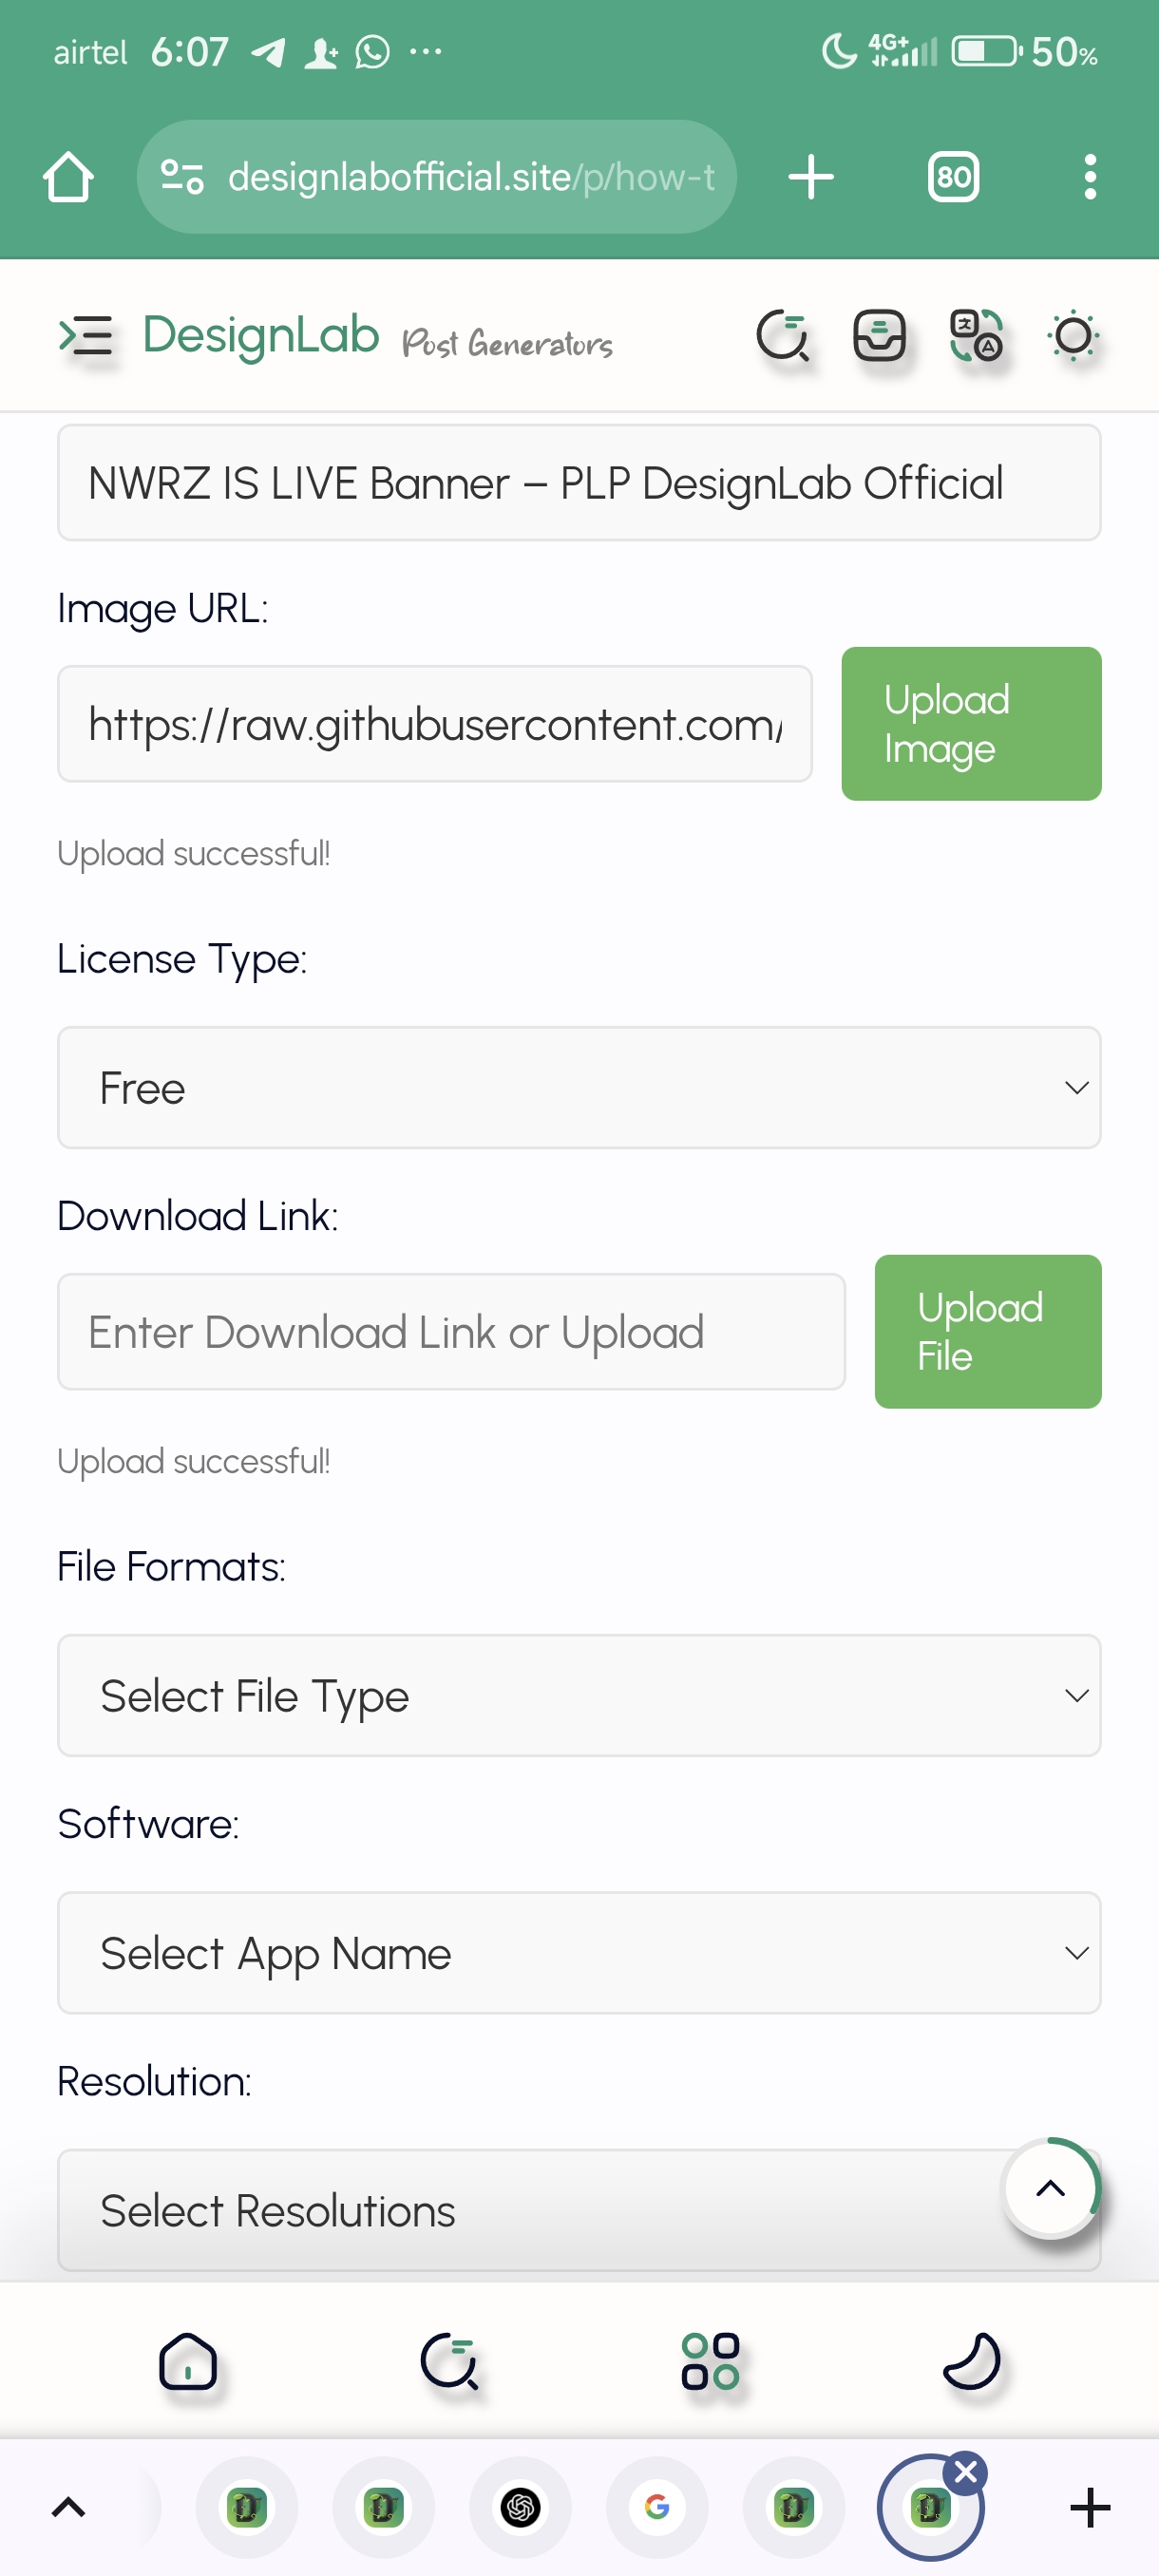 airtel 6:07 ... 4G+ 50%
designlabofficial.site/p/how-t 80
DesignLab Post Generators
NWRZ IS LIVE Banner – PLP DesignLab Official
Image URL:
https://raw.githubusercontent.com/
Upload
Image
Upload successful!
License Type:
Free
Download Link:
Enter Download Link or Upload
Upload
File
Upload successful!
File Formats:
Select File Type
Software:
Select App Name
Resolution:
Select Resolutions